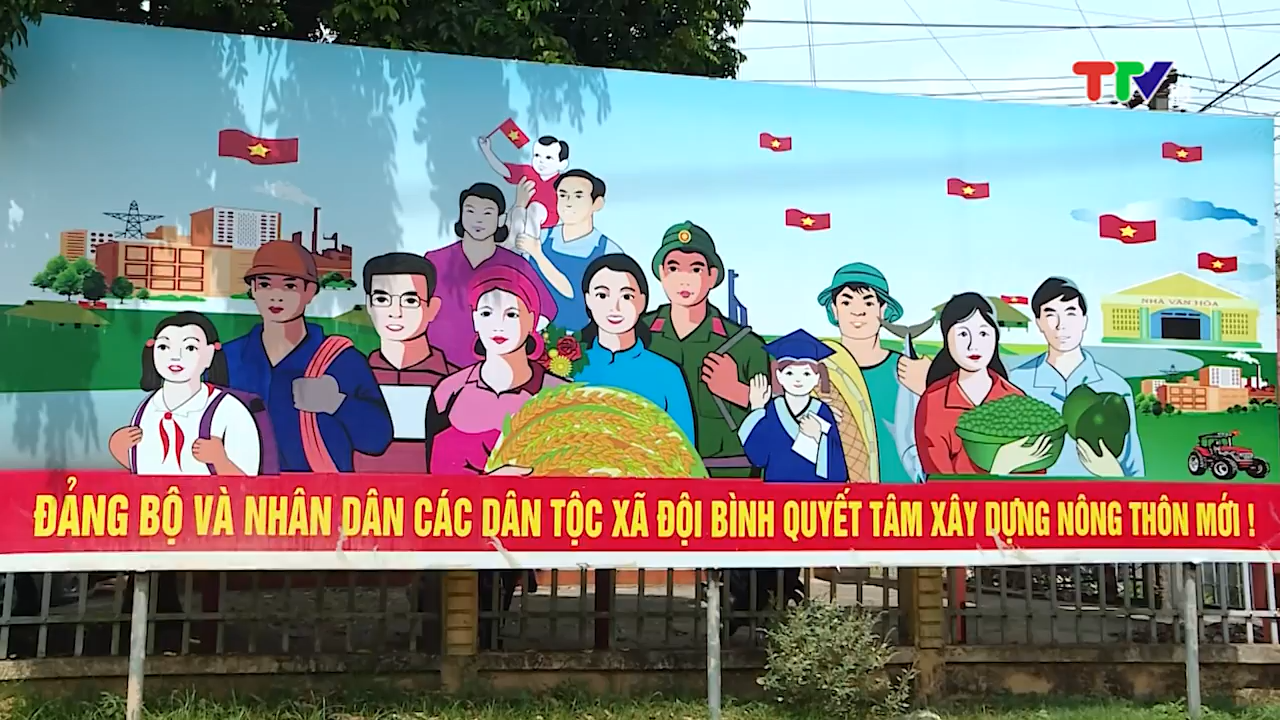 TTV
NHÀ VĂN HÓA
ĐẢNG BỘ VÀ NHÂN DÂN CÁC DÂN TỘC XÃ ĐỘI BÌNH QUYẾT TÂM XÂY DỰNG NÔNG THÔN MỚI !